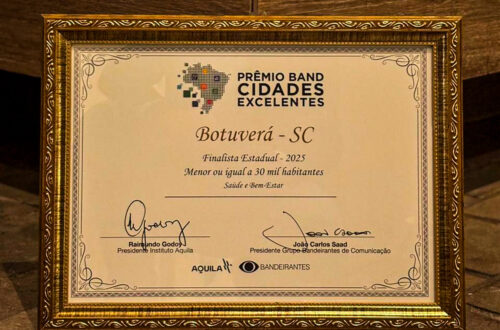 PRÊMIO BAND
CIDADES
EXCELENTES
Botuverá - SC
Finalista Estadual - 2025
Menor ou igual a 30 mil habitantes
Saúde e Bem-Estar
Raimundo Godoy
Presidente Instituto Aquila
João Carlos Saad
Presidente Grupo Bandeirantes de Comunicação
AQUILA BANDEIRANTES